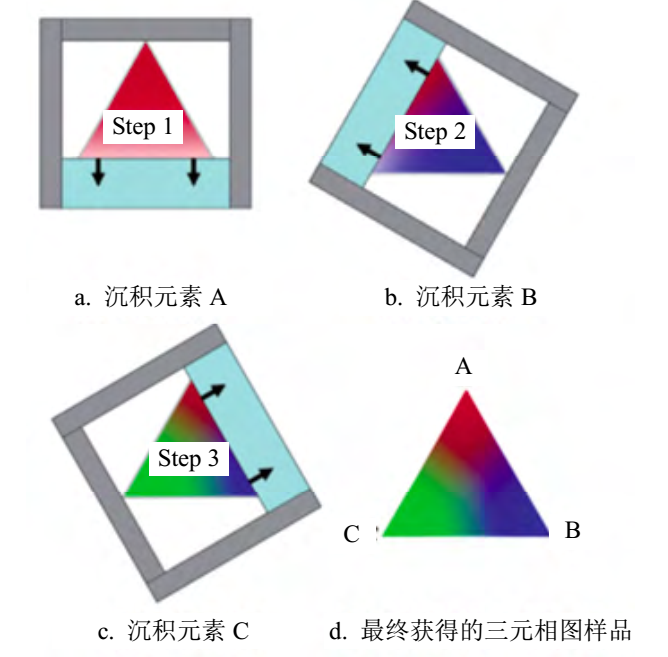 Step 1
Step 2
a. 沉积元素 A
b. 沉积元素 B
Step 3
A
C
B
c. 沉积元素 C
d. 最终获得的三元相图样品